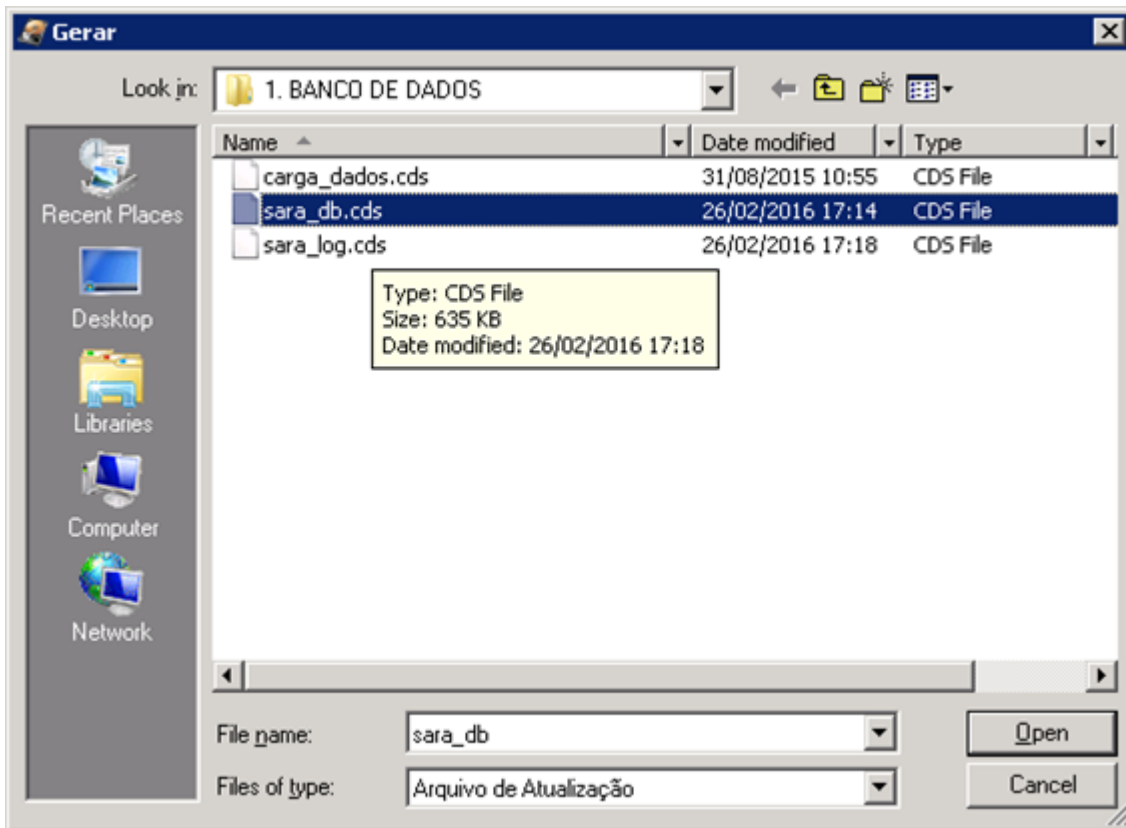 Gerar
Look in: 1. BANCO DE DADOS
Name Date modified Type
carga_dados.cds 31/08/2015 10:55 CDS File
sara_db.cds 26/02/2016 17:14 CDS File
sara_log.cds 26/02/2016 17:18 CDS File
Type: CDS File
Size: 635 KB
Date modified: 26/02/2016 17:18
Recent Places
Desktop
Libraries
Computer
Network
File name: sara_db Open
Files of type: Arquivo de Atualização Cancel